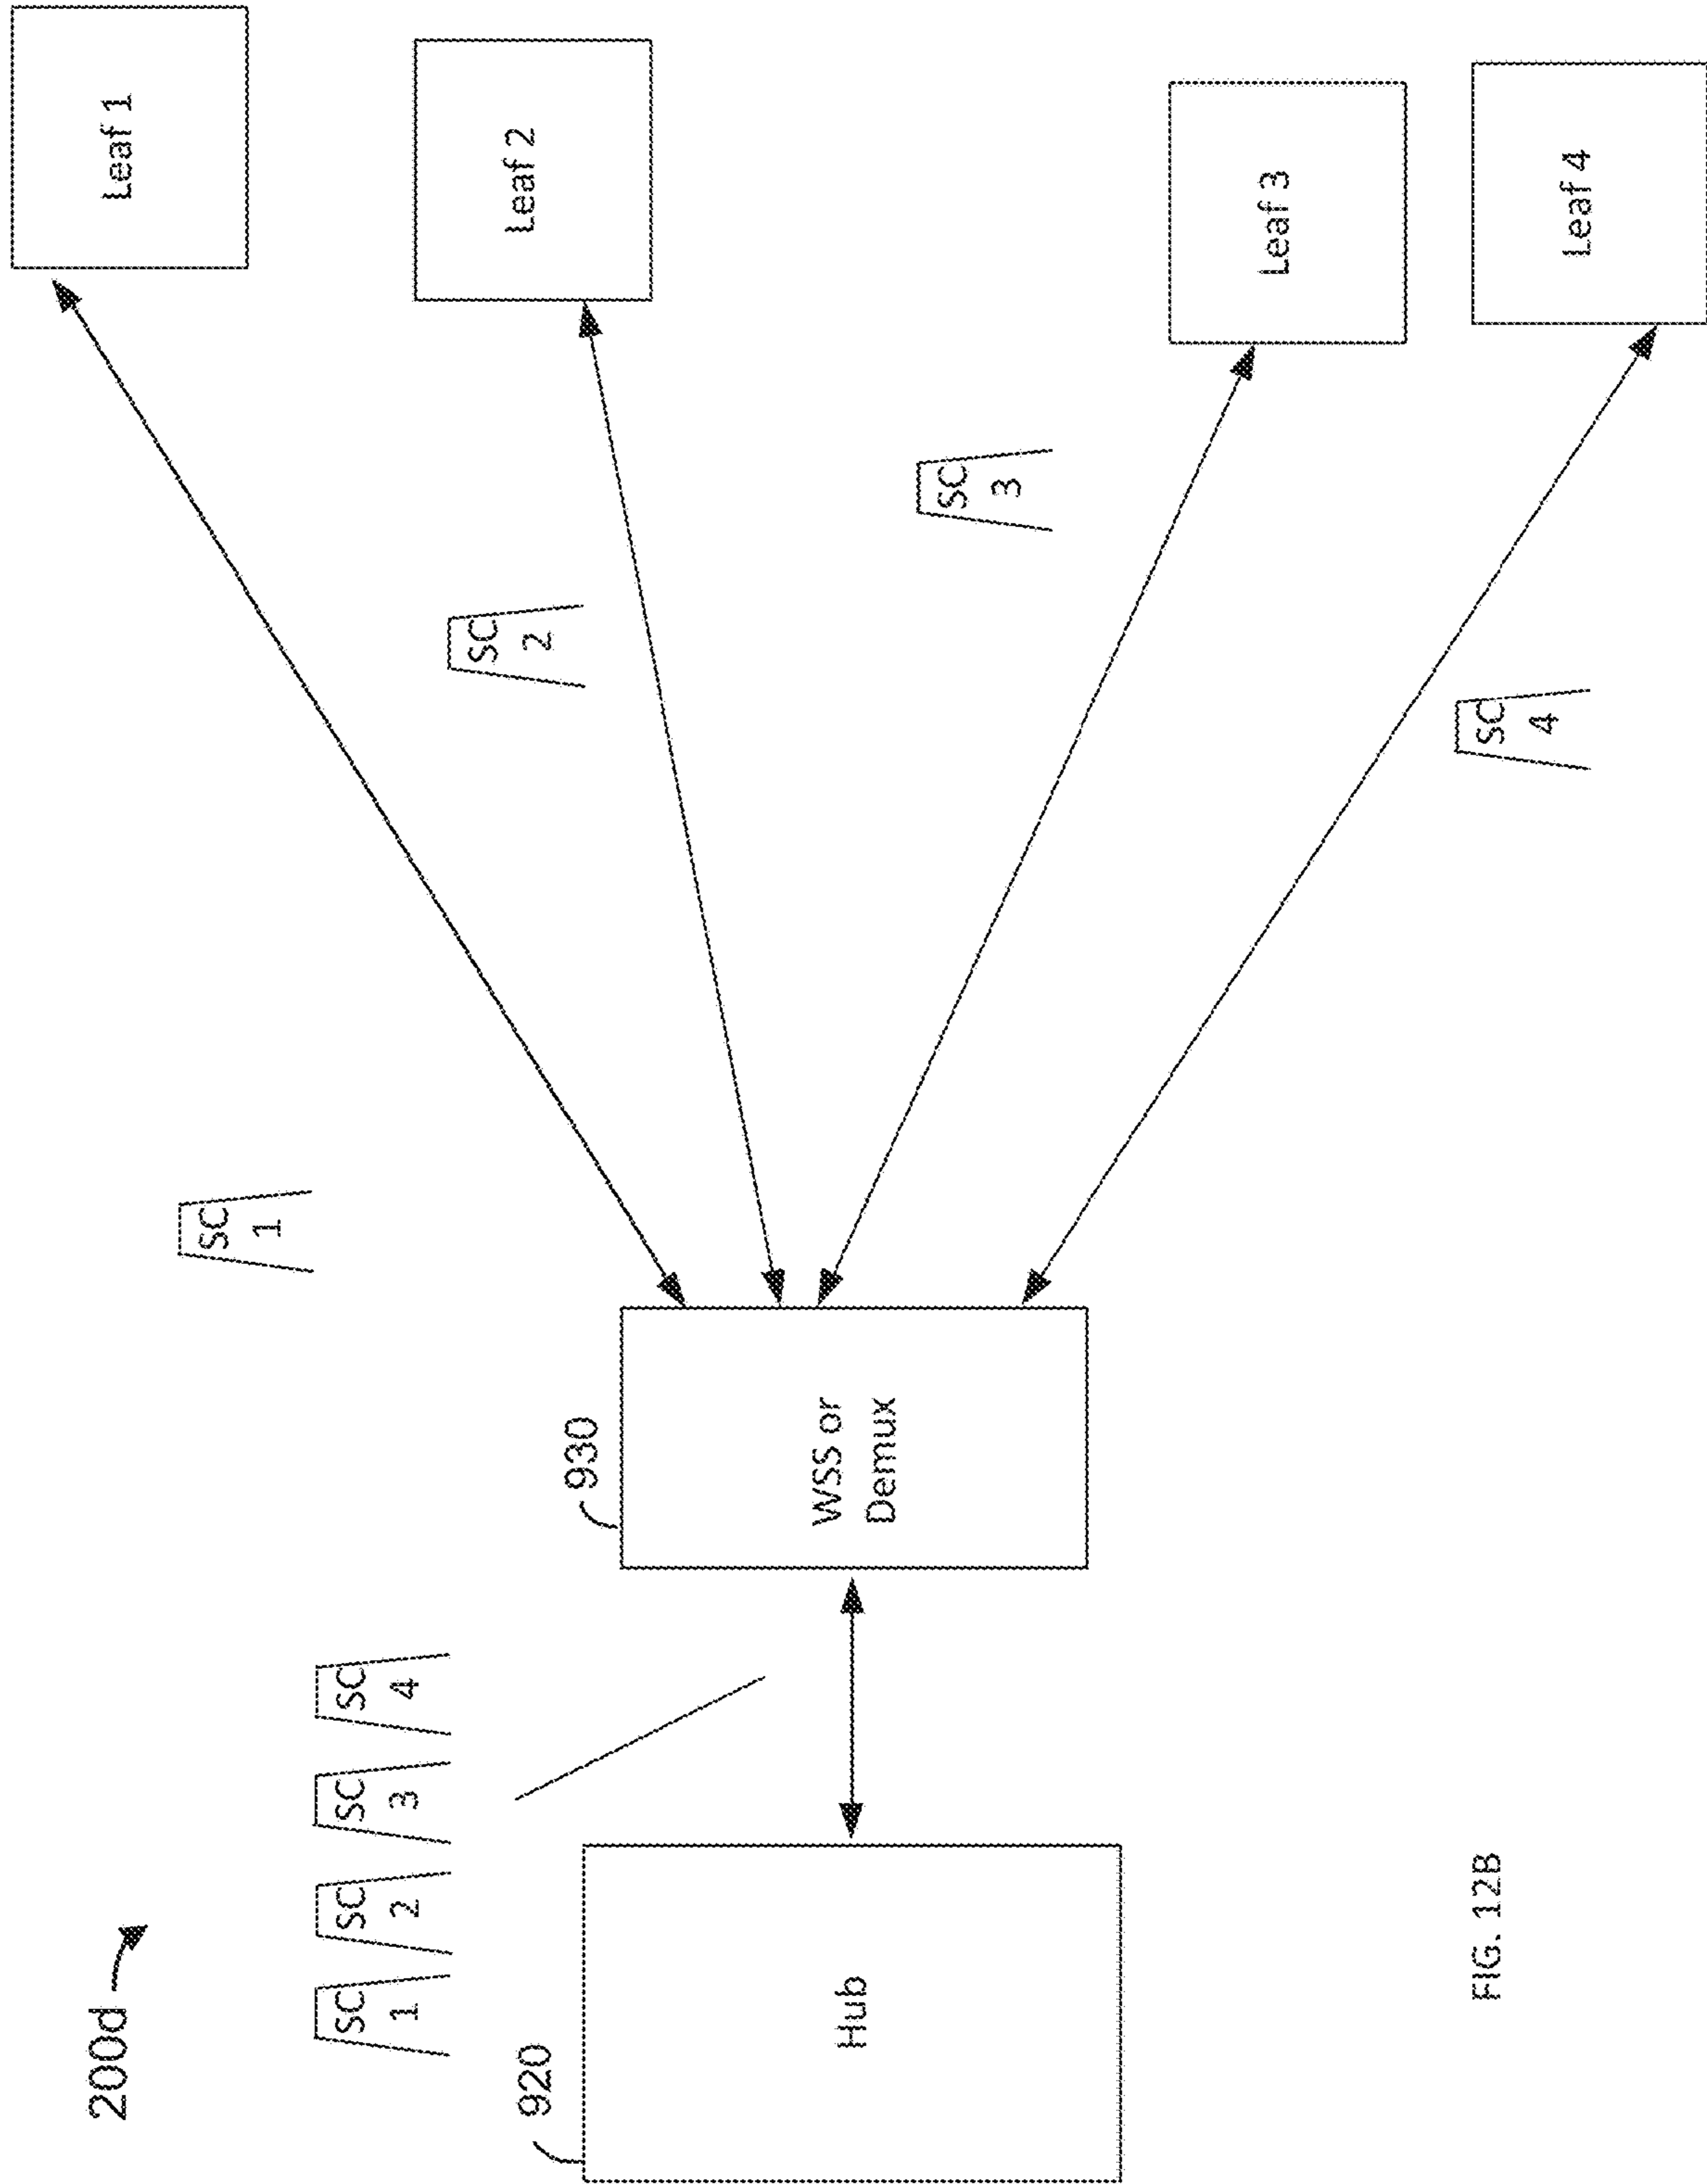 200d
SC
1
SC
2
SC
3
SC
4
920
Hub
930
WSS or
Demux
SC
1
SC
2
SC
3
SC
4
Leaf 1
Leaf 2
Leaf 3
Leaf 4
FIG. 12B